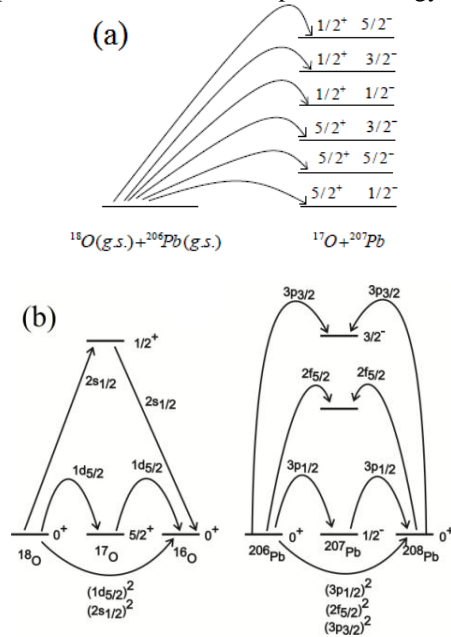 (a)
1/2⁺ 5/2⁻
1/2⁺ 3/2⁻
1/2⁺ 1/2⁻
5/2⁺ 3/2⁻
5/2⁺ 5/2⁻
5/2⁺ 1/2⁻
¹⁸O(g.s.)+²⁰⁶Pb(g.s.) ¹⁷O+²⁰⁷Pb
(b)
1/2⁺
2s1/2
2s1/2
1d5/2 1d5/2
0⁺ 5/2⁺ 0⁺
¹⁸O ¹⁷O ¹⁶O
(1d5/2)²
(2s1/2)²
3p3/2 3p3/2
3/2⁻
2f5/2 2f5/2
3p1/2 3p1/2
0⁺ 1/2⁻ 0⁺
²⁰⁶Pb ²⁰⁷Pb ²⁰⁸Pb
(3p1/2)²
(2f5/2)²
(3p3/2)²